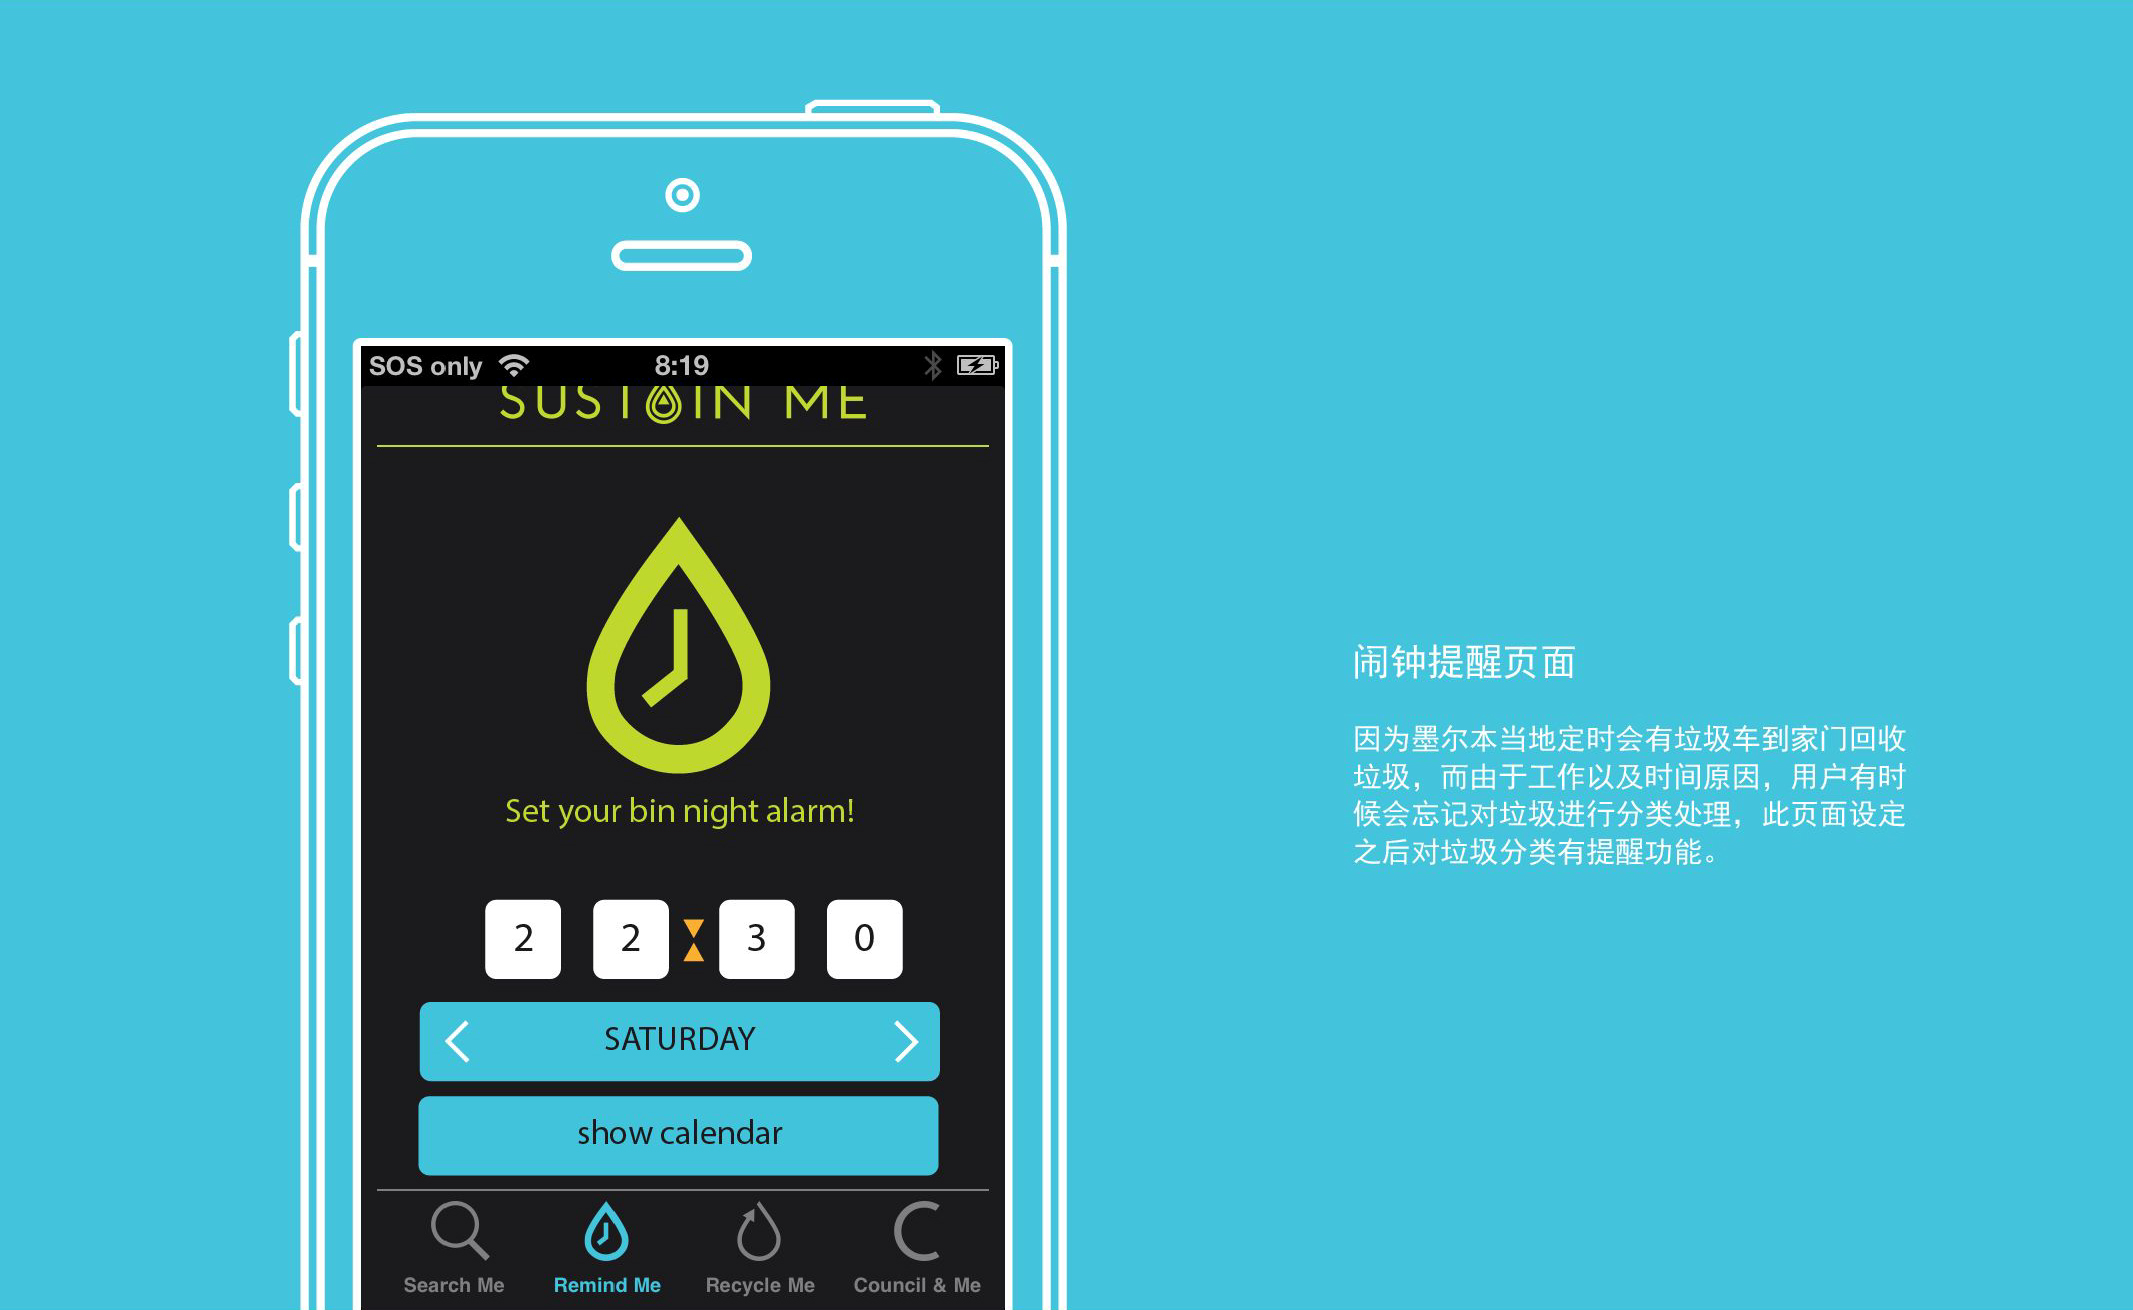 SOS only
8:19
SUSTAIN ME
Set your bin night alarm!
2 2 3 0
SATURDAY
show calendar
Search Me
Remind Me
Recycle Me
Council & Me
闹钟提醒页面
因为墨尔本当地定时会有垃圾车到家门回收
垃圾，而由于工作以及时间原因，用户有时
候会忘记对垃圾进行分类处理，此页面设定
之后对垃圾分类有提醒功能。